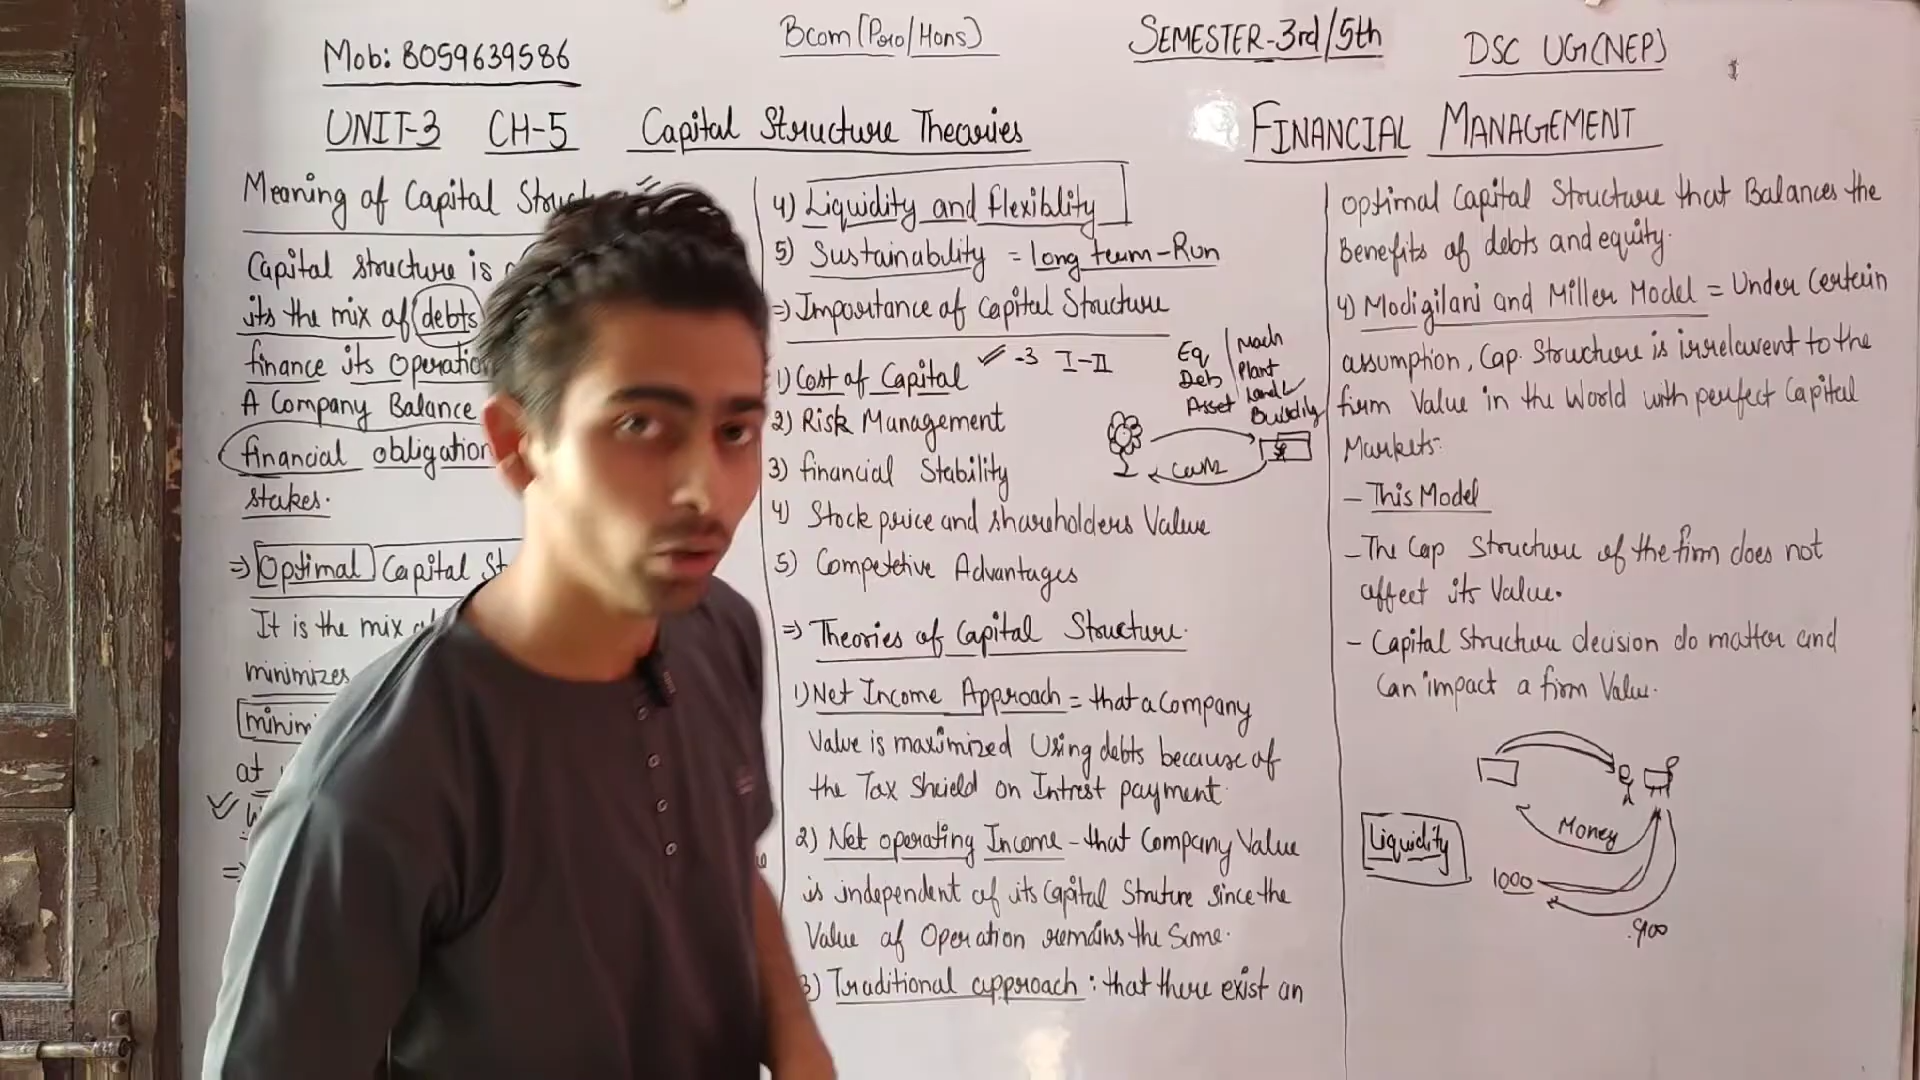 Mob: 8059639586
Bcom(Pro/Hons)
SEMESTER-3rd/5th
DSC UG(NEP)
UNIT-3 CH-5 Capital Structure Theories
FINANCIAL MANAGEMENT
Meaning of Capital
Capital structure is
its the mix of debts
finance its
A Company Balance
financial obligation
stakes.
=> Optimal Capital
It is the mix
minimizes
at
=>
4) Liquidity and flexiblity
5) Sustainability = long term-Run
=> Importance of Capital Structure
1) Cost of Capital -3 I-II
2) Risk Management
3) financial Stability
4) Stock price and shareholders Value
5) Competetive Advantages
Eq
Deb
Asset
Mach
Plant
Land
=> Theories of Capital Structure.
1) Net Income Approach = that a Company
Value is maximized Using debts because of
the Tax Sheild on Intrest payment.
2) Net operating Income - that Company Value
is independent of its Capital Struture since the
Value of Operation remains the Same.
3) Traditional approach : that there exist an
optimal Capital Structure that Balances the
Benefits of debts and equity.
4) Modigilani and Miller Model = Under Certain
assumption, Cap. Structure is irrelavent to the
firm Value in the World with perfect Capital
Markets:
- This Model
- The Cap Structure of the firm does not
affect its Value.
- Capital Structure decision do matter and
Can impact a firm Value.
Money
Liquidity
1000
900